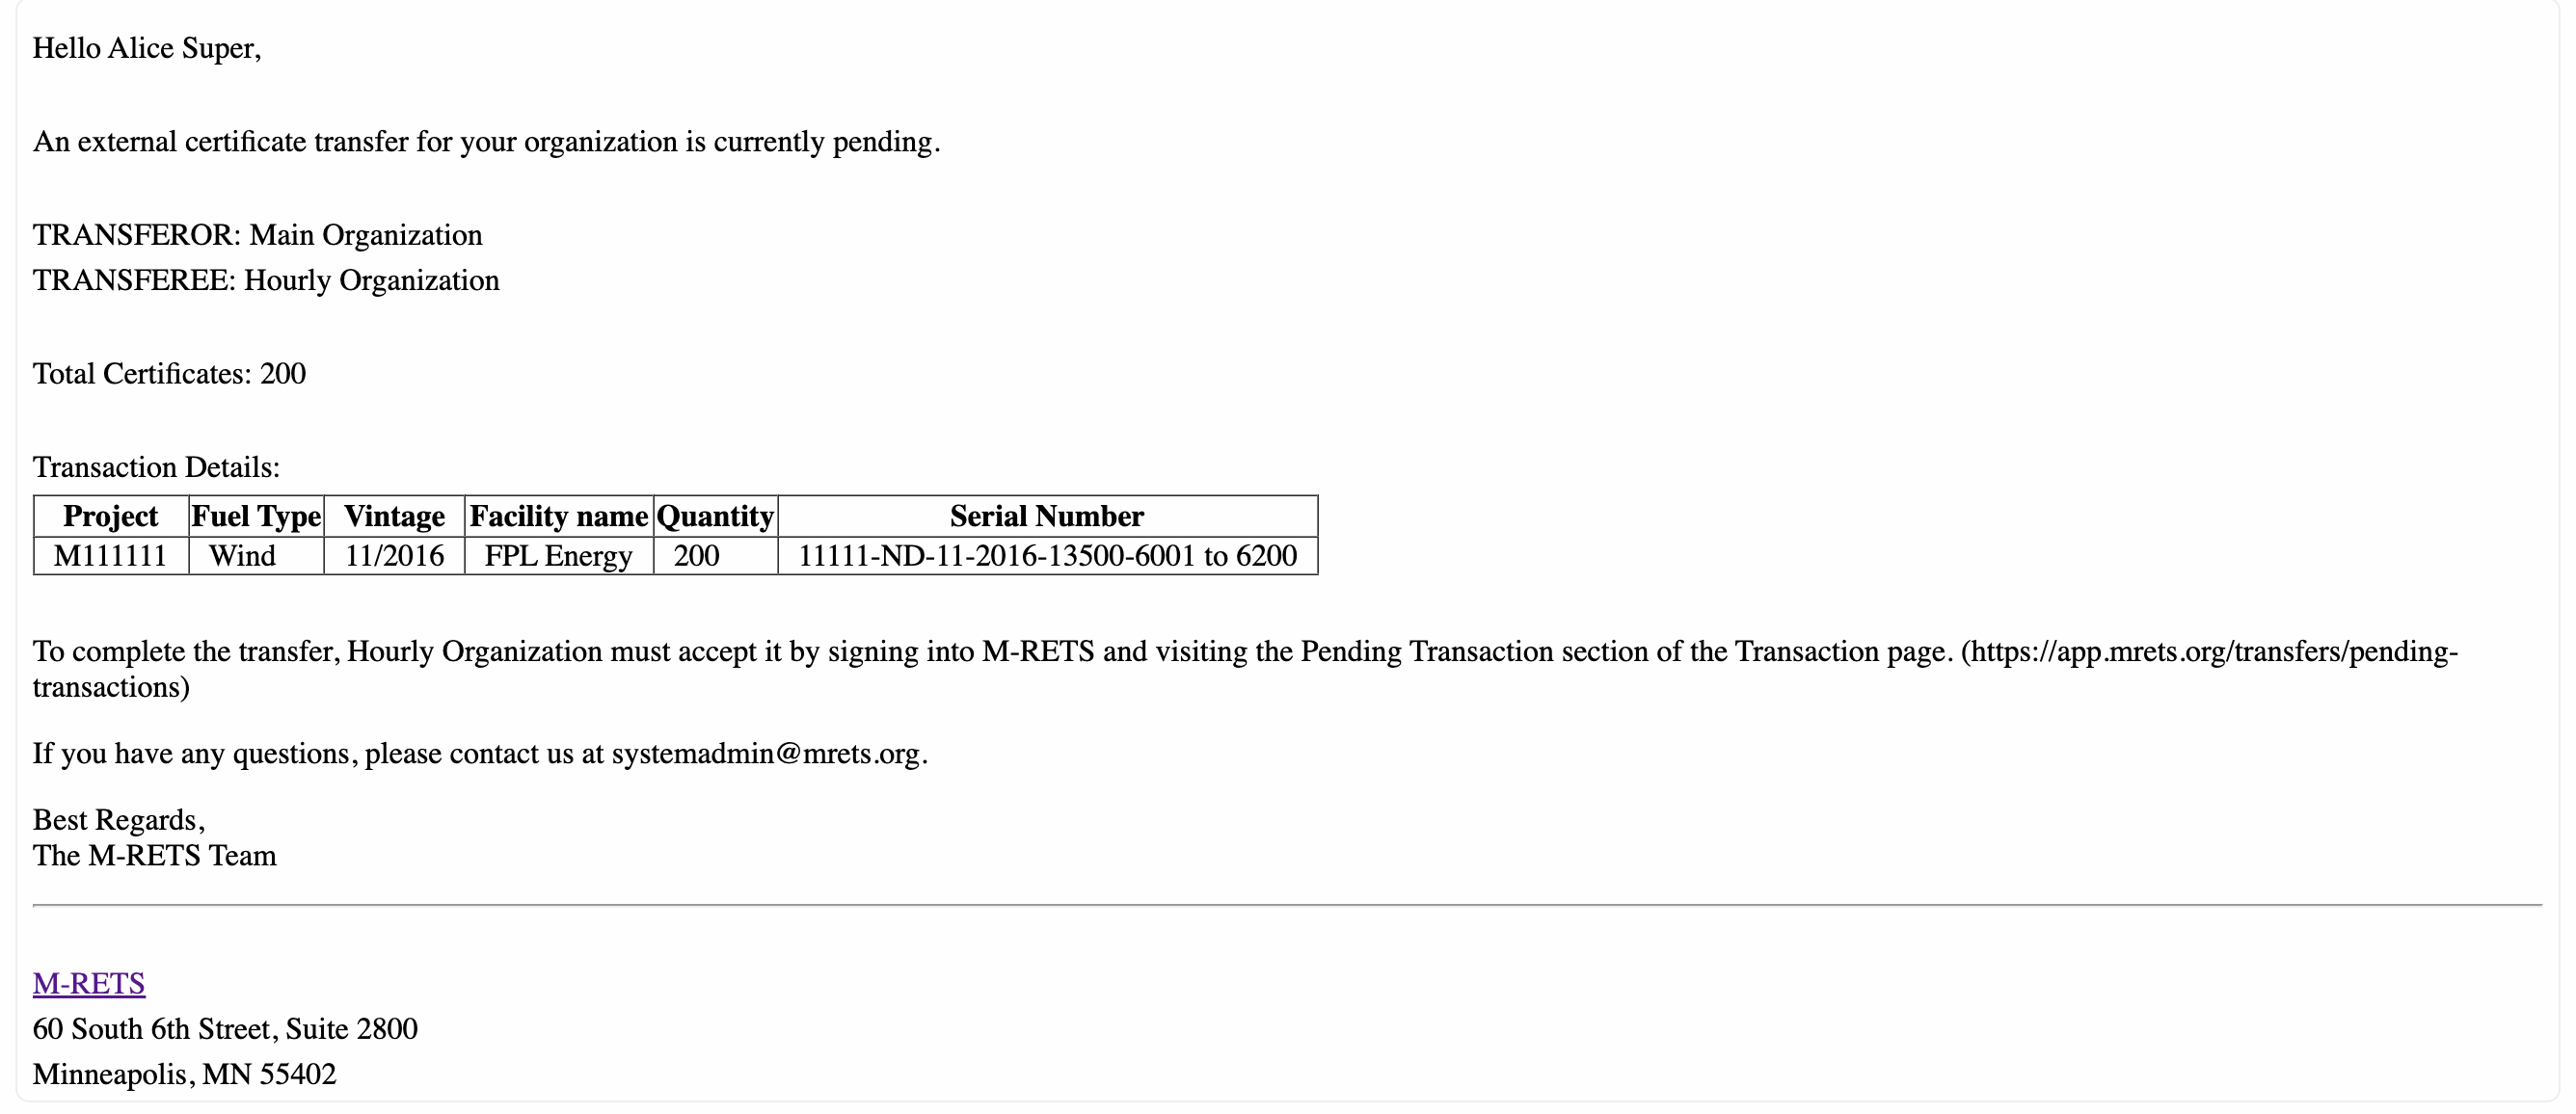 Hello Alice Super,
An external certificate transfer for your organization is currently pending.
TRANSFEROR: Main Organization
TRANSFEREE: Hourly Organization
Total Certificates: 200
Transaction Details:
Project Fuel Type Vintage Facility name Quantity Serial Number
M111111 Wind 11/2016 FPL Energy 200 11111-ND-11-2016-13500-6001 to 6200
To complete the transfer, Hourly Organization must accept it by signing into M-RETS and visiting the Pending Transaction section of the Transaction page. (https://app.mrets.org/transfers/pending-
transactions)
If you have any questions, please contact us at systemadmin@mrets.org.
Best Regards,
The M-RETS Team
M-RETS
60 South 6th Street, Suite 2800
Minneapolis, MN 55402